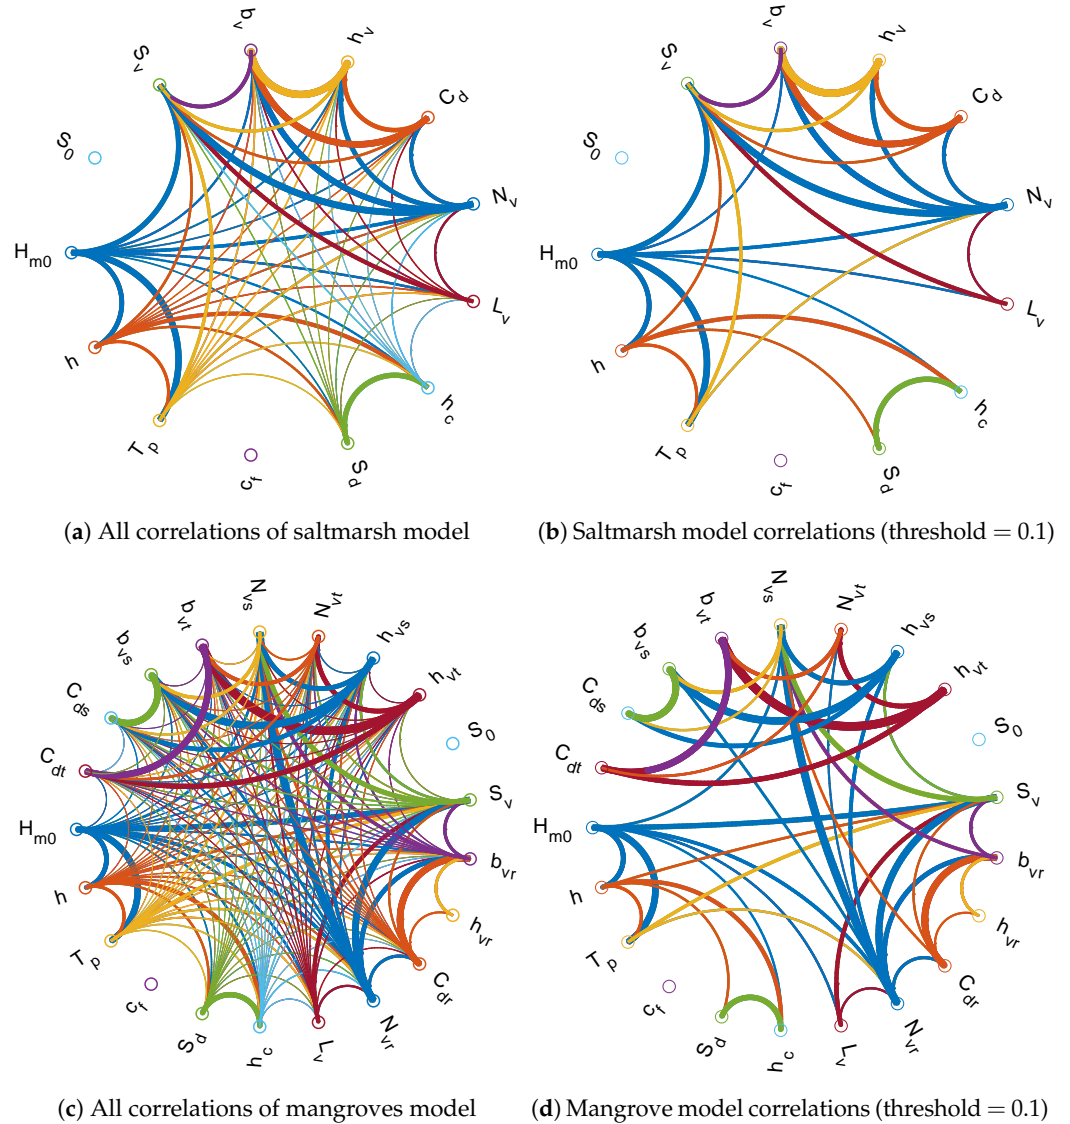 b_v h_v C_d N_v L_v h_c S_d c_f T_p h H_m0 S_0 S_v
b_v h_v C_d N_v L_v h_c S_d c_f T_p h H_m0 S_0 S_v
(a) All correlations of saltmarsh model
(b) Saltmarsh model correlations (threshold = 0.1)
N_vs N_vt h_vs h_vt S_0 S_v b_vr h_vr C_dr N_vr L_v h_c S_d c_f T_p h H_m0 C_dt C_ds b_vs b_vt
N_vs N_vt h_vs h_vt S_0 S_v b_vr h_vr C_dr N_vr L_v h_c S_d c_f T_p h H_m0 C_dt C_ds b_vs b_vt
(c) All correlations of mangroves model
(d) Mangrove model correlations (threshold = 0.1)